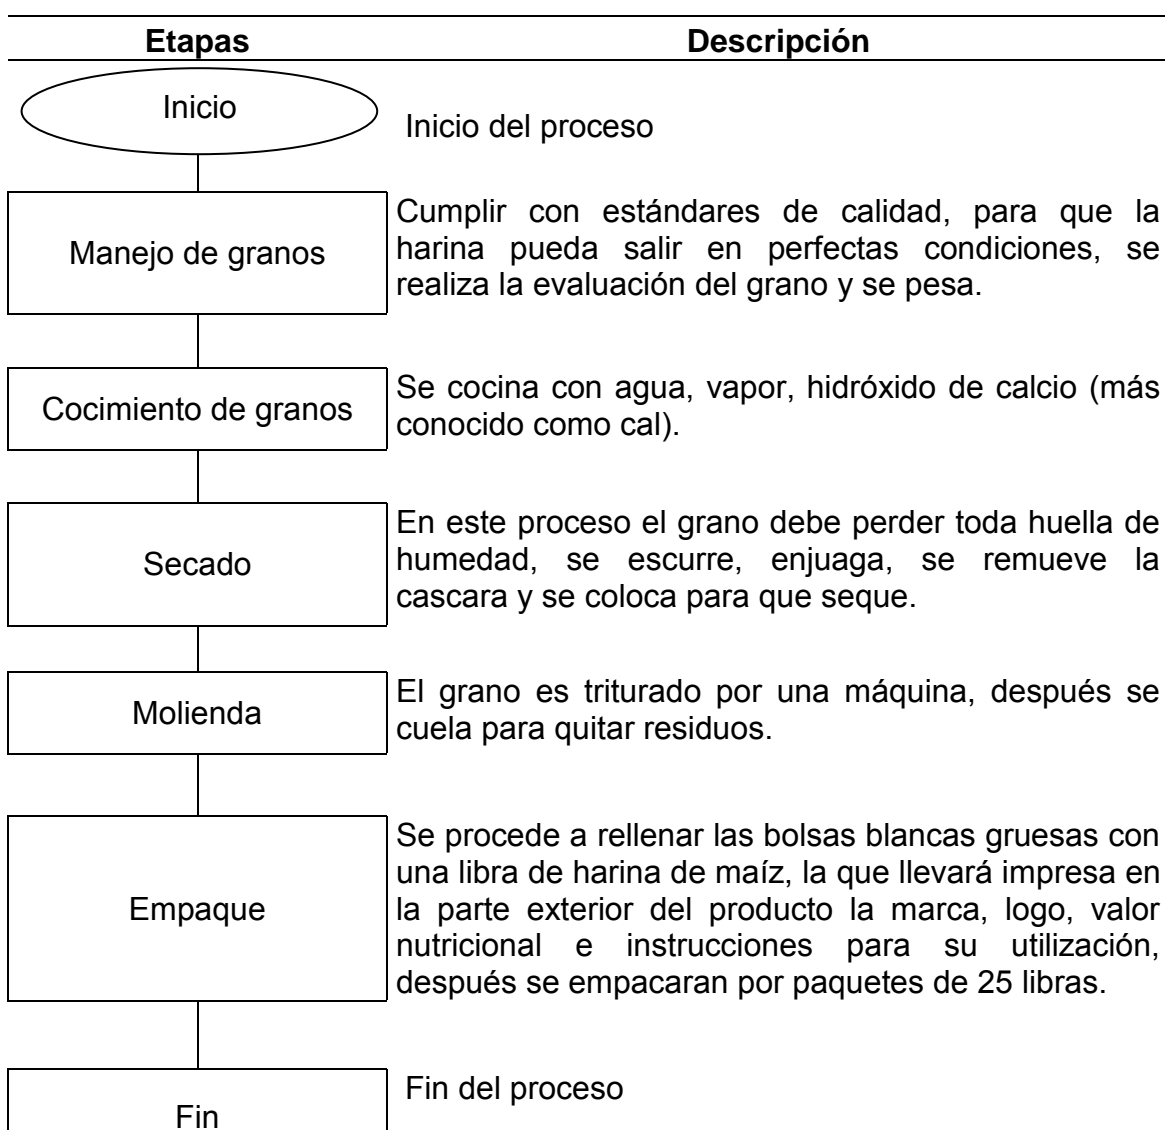 Etapas Descripción
Inicio
Inicio del proceso
Manejo de granos
Cumplir con estándares de calidad, para que la
harina pueda salir en perfectas condiciones, se
realiza la evaluación del grano y se pesa.
Cocimiento de granos
Se cocina con agua, vapor, hidróxido de calcio (más
conocido como cal).
Secado
En este proceso el grano debe perder toda huella de
humedad, se escurre, enjuaga, se remueve la
cascara y se coloca para que seque.
Molienda
El grano es triturado por una máquina, después se
cuela para quitar residuos.
Empaque
Se procede a rellenar las bolsas blancas gruesas con
una libra de harina de maíz, la que llevará impresa en
la parte exterior del producto la marca, logo, valor
nutricional e instrucciones para su utilización,
después se empacaran por paquetes de 25 libras.
Fin
Fin del proceso